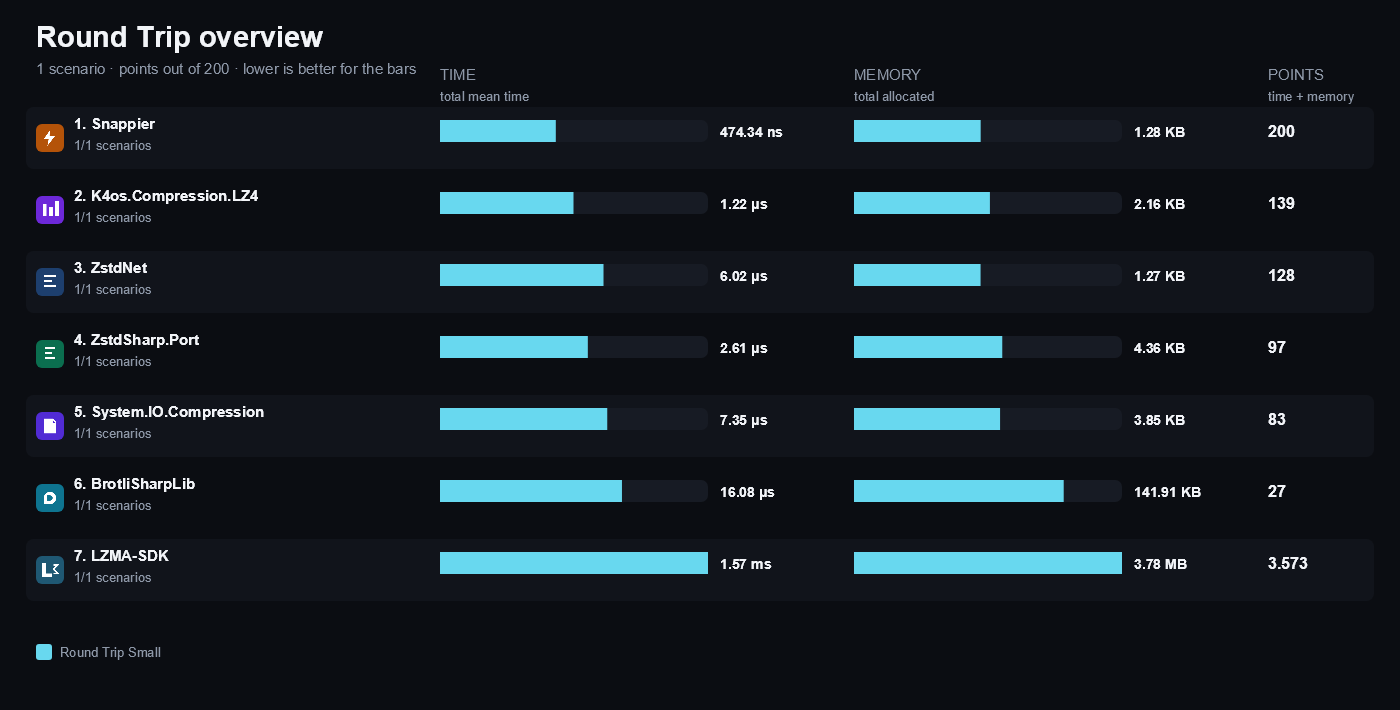 Round Trip overview
1 scenario · points out of 200 · lower is better for the bars
TIME
total mean time
MEMORY
total allocated
POINTS
time + memory
1. Snappier
1/1 scenarios
474.34 ns
1.28 KB
200
2. K4os.Compression.LZ4
1/1 scenarios
1.22 µs
2.16 KB
139
3. ZstdNet
1/1 scenarios
6.02 µs
1.27 KB
128
4. ZstdSharp.Port
1/1 scenarios
2.61 µs
4.36 KB
97
5. System.IO.Compression
1/1 scenarios
7.35 µs
3.85 KB
83
6. BrotliSharpLib
1/1 scenarios
16.08 µs
141.91 KB
27
7. LZMA-SDK
1/1 scenarios
1.57 ms
3.78 MB
3.573
Round Trip Small